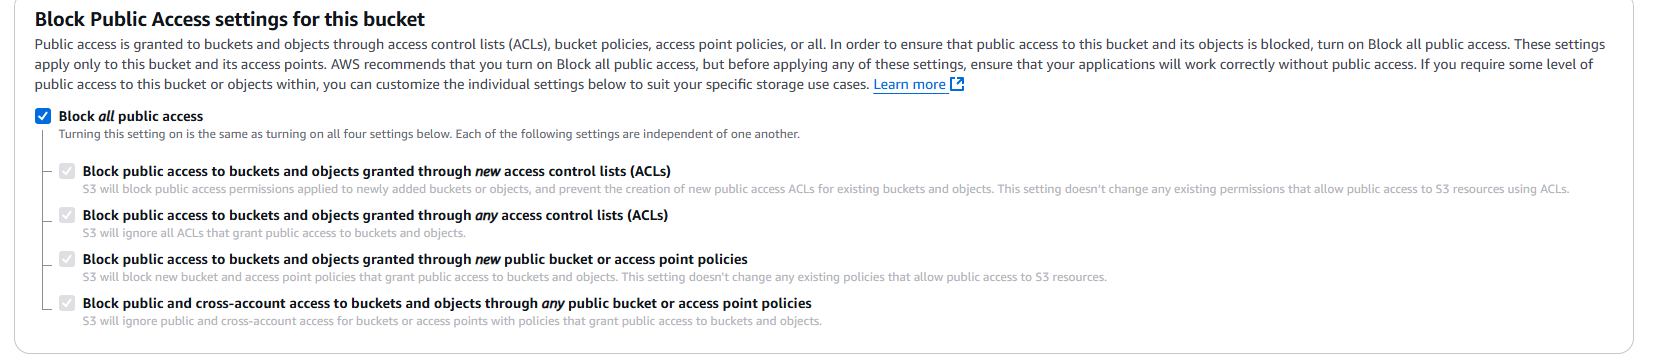 Block Public Access settings for this bucket
Public access is granted to buckets and objects through access control lists (ACLs), bucket policies, access point policies, or all. In order to ensure that public access to this bucket and its objects is blocked, turn on Block all public access. These settings
apply only to this bucket and its access points. AWS recommends that you turn on Block all public access, but before applying any of these settings, ensure that your applications will work correctly without public access. If you require some level of
public access to this bucket or objects within, you can customize the individual settings below to suit your specific storage use cases. Learn more
Block all public access
Turning this setting on is the same as turning on all four settings below. Each of the following settings are independent of one another.
Block public access to buckets and objects granted through new access control lists (ACLs)
S3 will block public access permissions applied to newly added buckets or objects, and prevent the creation of new public access ACLs for existing buckets and objects. This setting doesn't change any existing permissions that allow public access to S3 resources using ACLs.
Block public access to buckets and objects granted through any access control lists (ACLs)
S3 will ignore all ACLs that grant public access to buckets and objects.
Block public access to buckets and objects granted through new public bucket or access point policies
S3 will block new bucket and access point policies that grant public access to buckets and objects. This setting doesn't change any existing policies that allow public access to S3 resources.
Block public and cross-account access to buckets and objects through any public bucket or access point policies
S3 will ignore public and cross-account access for buckets or access points with policies that grant public access to buckets and objects.